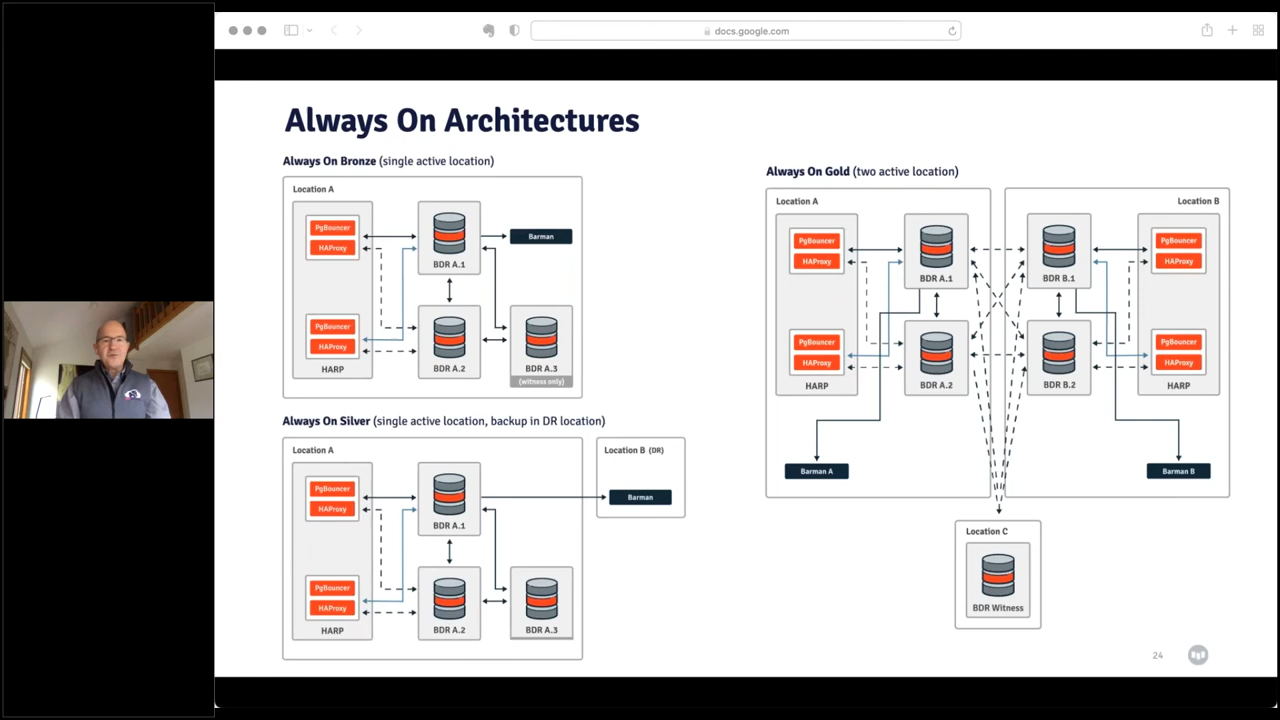 docs.google.com
Always On Architectures
Always On Bronze (single active location)
Location A
PgBouncer
HAProxy
PgBouncer
HAProxy
HARP
BDR A.1
BDR A.2
BDR A.3
(witness only)
Barman
Always On Silver (single active location, backup in DR location)
Location A
PgBouncer
HAProxy
PgBouncer
HAProxy
HARP
BDR A.1
BDR A.2
BDR A.3
Location B (DR)
Barman
Always On Gold (two active location)
Location A
PgBouncer
HAProxy
PgBouncer
HAProxy
HARP
BDR A.1
BDR A.2
Barman A
Location B
BDR B.1
BDR B.2
PgBouncer
HAProxy
PgBouncer
HAProxy
HARP
Barman B
Location C
BDR Witness
24